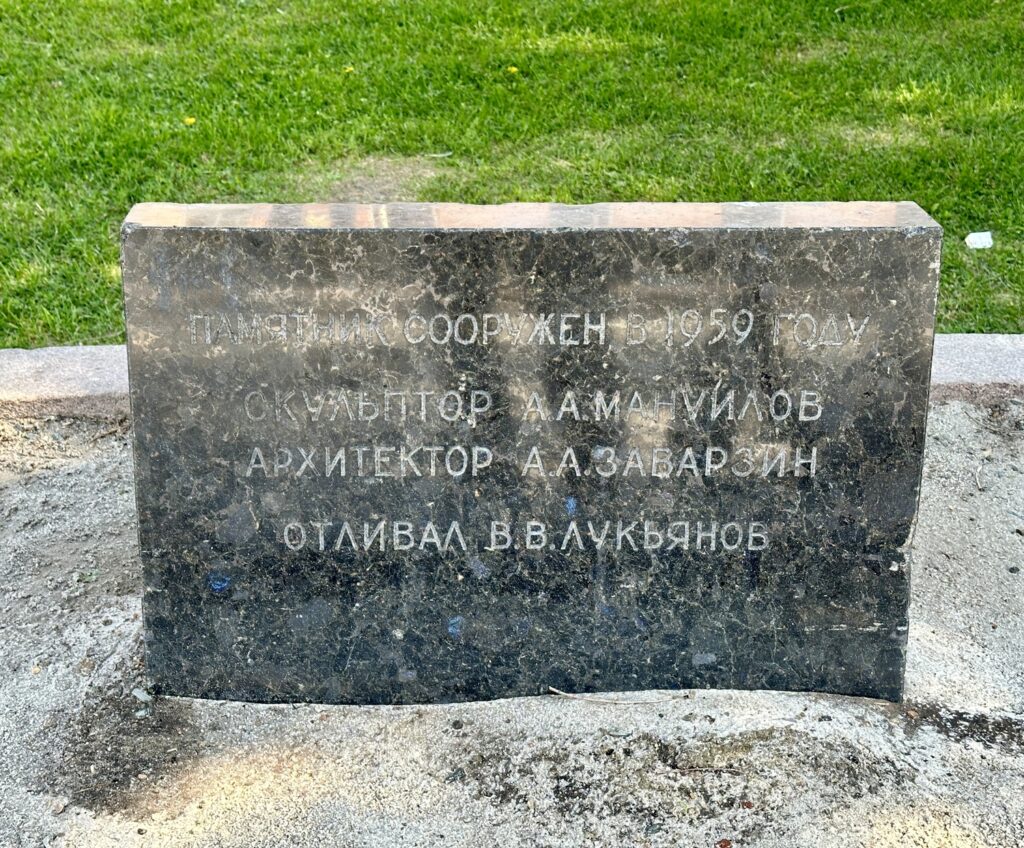 ПАМЯТНИК СООРУЖЕН В 1959 ГОДУ
СКУЛЬПТОР А.А.МАНУЙЛОВ
АРХИТЕКТОР А.А.ЗАВАРЗИН
ОТЛИВАЛ В.В.ЛУКЬЯНОВ